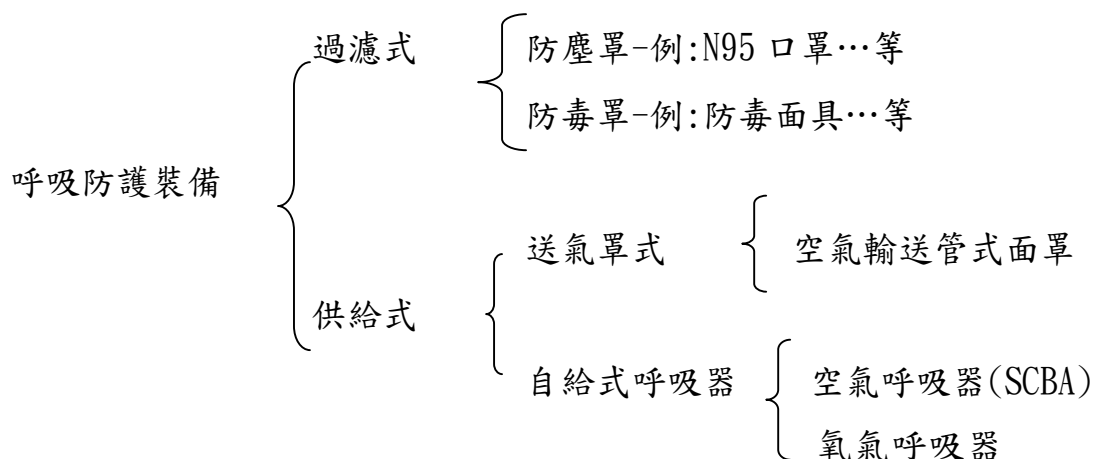 過濾式
防塵罩-例:N95 口罩…等
防毒罩-例:防毒面具…等
呼吸防護裝備
送氣罩式
空氣輸送管式面罩
供給式
自給式呼吸器
空氣呼吸器(SCBA)
氧氣呼吸器